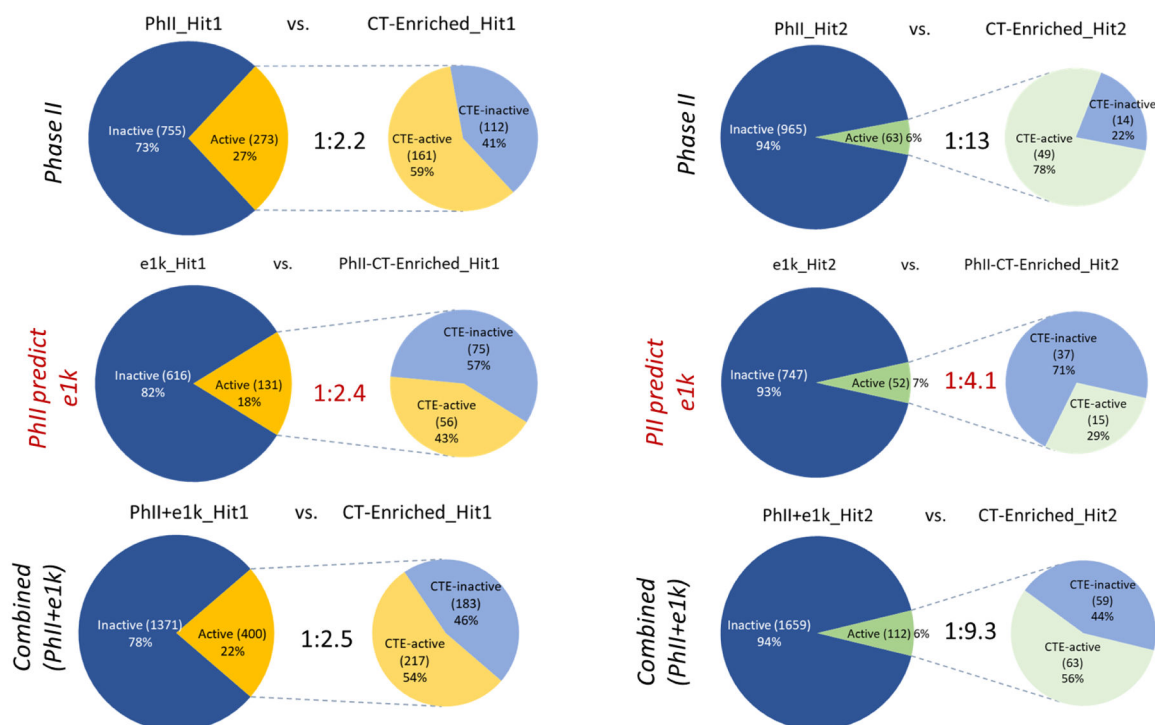 PhII_Hit1 vs. CT-Enriched_Hit1
Phase II
Inactive (755)
73%
Active (273)
27%
1:2.2
CTE-inactive
(112)
41%
CTE-active
(161)
59%
PhII_Hit2 vs. CT-Enriched_Hit2
Phase II
Inactive (965)
94%
Active (63) 6%
1:13
CTE-inactive
(14)
22%
CTE-active
(49)
78%
e1k_Hit1 vs. PhII-CT-Enriched_Hit1
PhII predict
e1k
Inactive (616)
82%
Active (131)
18%
1:2.4
CTE-inactive
(75)
57%
CTE-active
(56)
43%
e1k_Hit2 vs. PhII-CT-Enriched_Hit2
PII predict
e1k
Inactive (747)
93%
Active (52) 7%
1:4.1
CTE-inactive
(37)
71%
CTE-active
(15)
29%
PhII+e1k_Hit1 vs. CT-Enriched_Hit1
Combined
(PhII+e1k)
Inactive (1371)
78%
Active (400)
22%
1:2.5
CTE-inactive
(183)
46%
CTE-active
(217)
54%
PhII+e1k_Hit2 vs. CT-Enriched_Hit2
Combined
(PhII+e1k)
Inactive (1659)
94%
Active (112) 6%
1:9.3
CTE-inactive
(59)
44%
CTE-active
(63)
56%